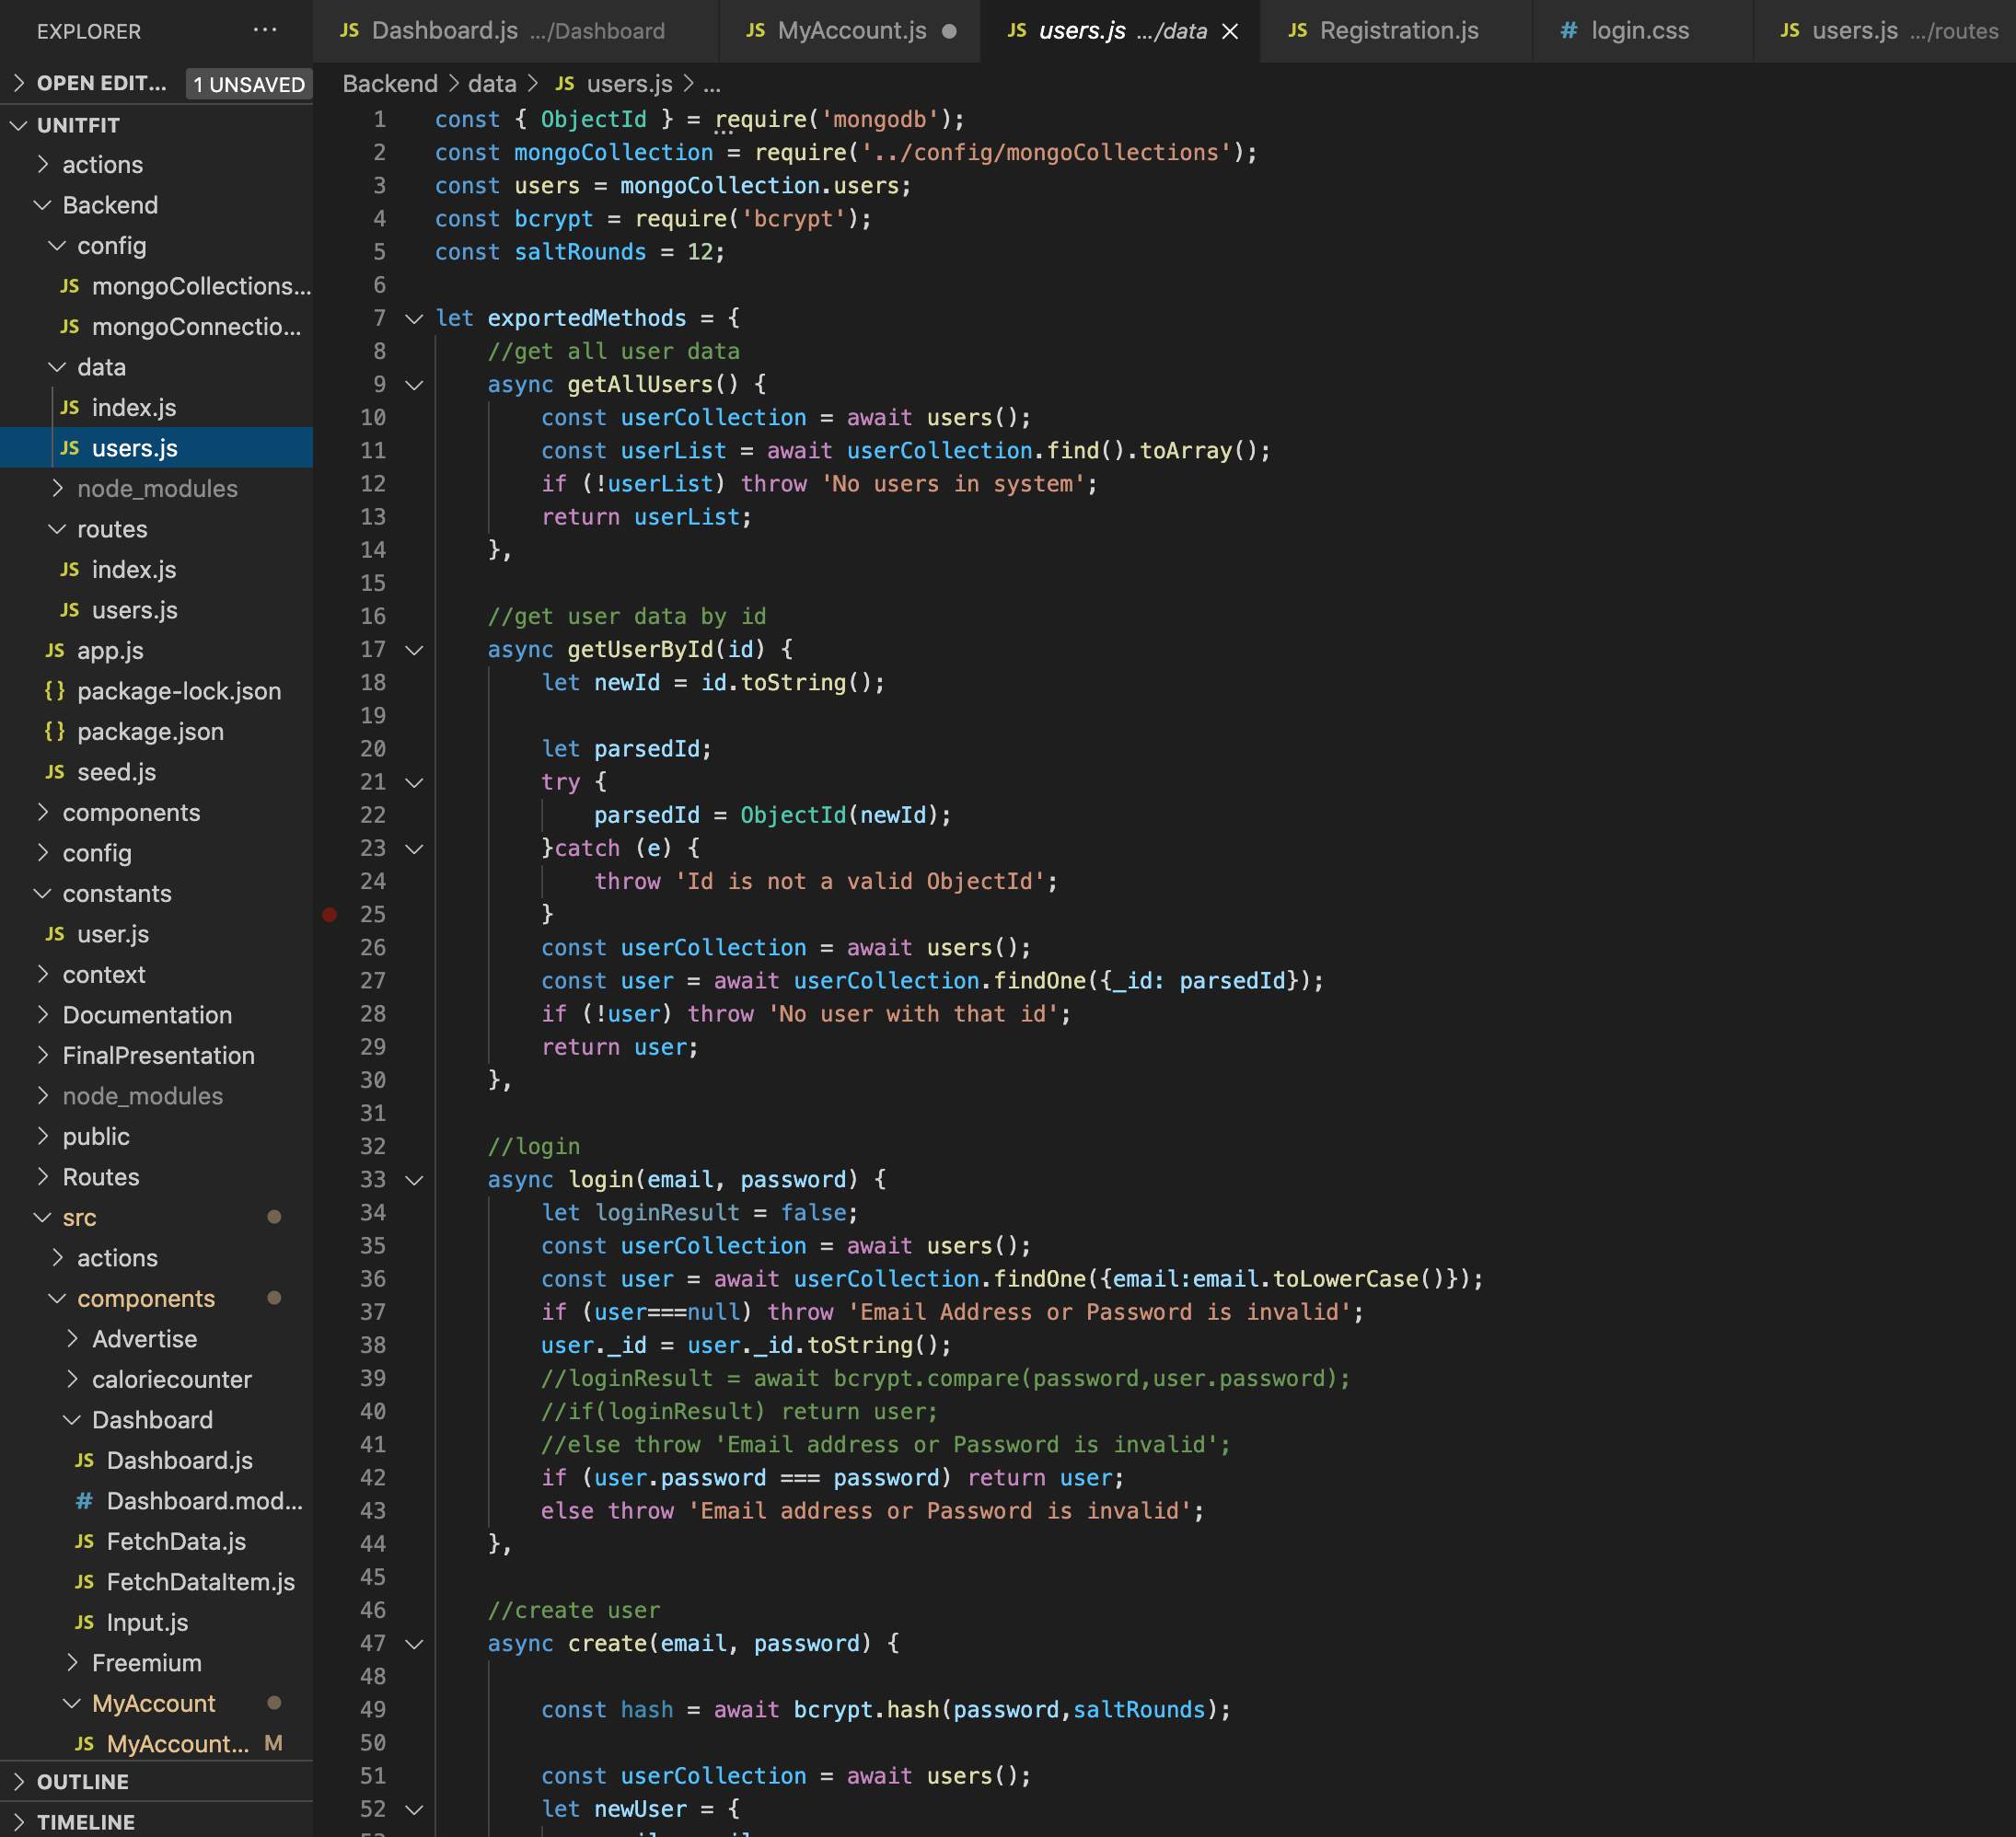 EXPLORER ...
OPEN EDIT... 1 UNSAVED
UNITFIT
actions
Backend
config
JS mongoCollections...
JS mongoConnectio...
data
JS index.js
JS users.js
node_modules
routes
JS index.js
JS users.js
JS app.js
{} package-lock.json
{} package.json
JS seed.js
components
config
constants
JS user.js
context
Documentation
FinalPresentation
node_modules
public
Routes
src
actions
components
Advertise
caloriecounter
Dashboard
JS Dashboard.js
# Dashboard.mod...
JS FetchData.js
JS FetchDataItem.js
JS Input.js
Freemium
MyAccount
JS MyAccount... M
OUTLINE
TIMELINE
JS Dashboard.js .../Dashboard JS MyAccount.js JS users.js .../data JS Registration.js # login.css JS users.js .../routes
Backend > data > JS users.js > ...
1 const { ObjectId } = require('mongodb');
2 const mongoCollection = require('../config/mongoCollections');
3 const users = mongoCollection.users;
4 const bcrypt = require('bcrypt');
5 const saltRounds = 12;
6
7 let exportedMethods = {
8 //get all user data
9 async getAllUsers() {
10 const userCollection = await users();
11 const userList = await userCollection.find().toArray();
12 if (!userList) throw 'No users in system';
13 return userList;
14 },
15
16 //get user data by id
17 async getUserById(id) {
18 let newId = id.toString();
19
20 let parsedId;
21 try {
22 parsedId = ObjectId(newId);
23 }catch (e) {
24 throw 'Id is not a valid ObjectId';
25 }
26 const userCollection = await users();
27 const user = await userCollection.findOne({_id: parsedId});
28 if (!user) throw 'No user with that id';
29 return user;
30 },
31
32 //login
33 async login(email, password) {
34 let loginResult = false;
35 const userCollection = await users();
36 const user = await userCollection.findOne({email:email.toLowerCase()});
37 if (user===null) throw 'Email Address or Password is invalid';
38 user._id = user._id.toString();
39 //loginResult = await bcrypt.compare(password,user.password);
40 //if(loginResult) return user;
41 //else throw 'Email address or Password is invalid';
42 if (user.password === password) return user;
43 else throw 'Email address or Password is invalid';
44 },
45
46 //create user
47 async create(email, password) {
48
49 const hash = await bcrypt.hash(password,saltRounds);
50
51 const userCollection = await users();
52 let newUser = {